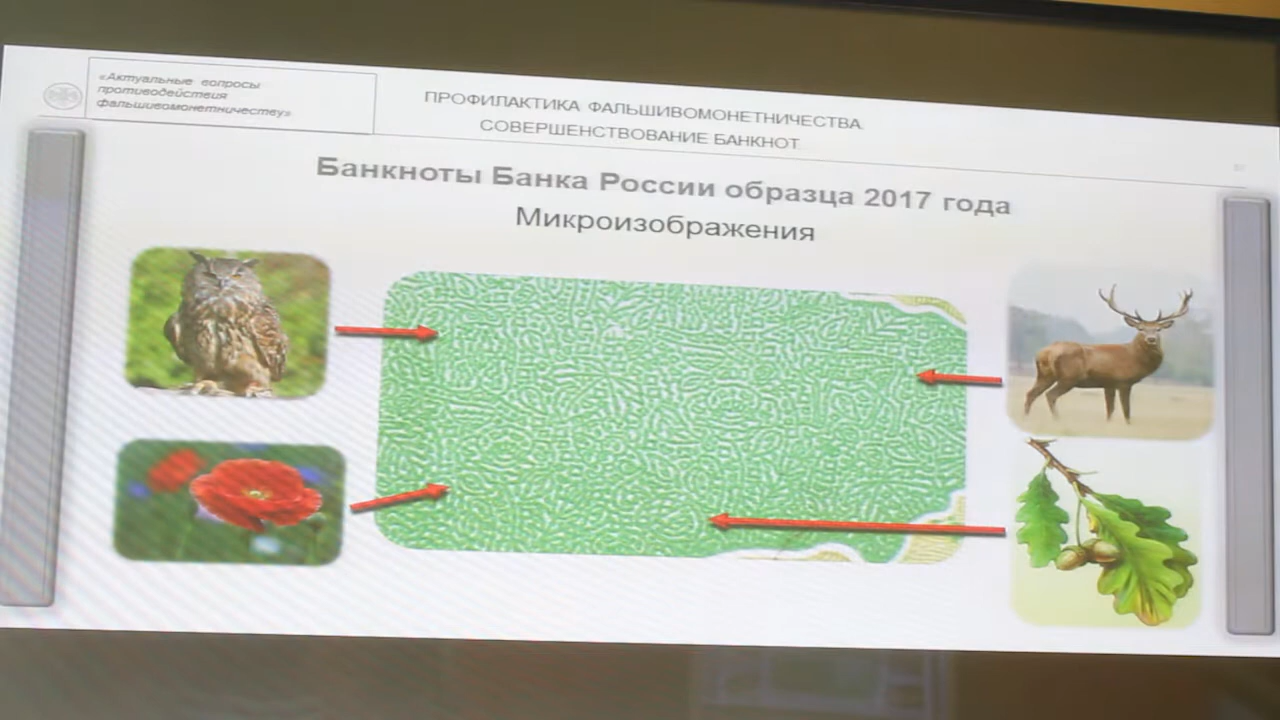 «Актуальные вопросы
противодействия
фальшивомонетничеству»
ПРОФИЛАКТИКА ФАЛЬШИВОМОНЕТНИЧЕСТВА.
СОВЕРШЕНСТВОВАНИЕ БАНКНОТ
Банкноты Банка России образца 2017 года
Микроизображения